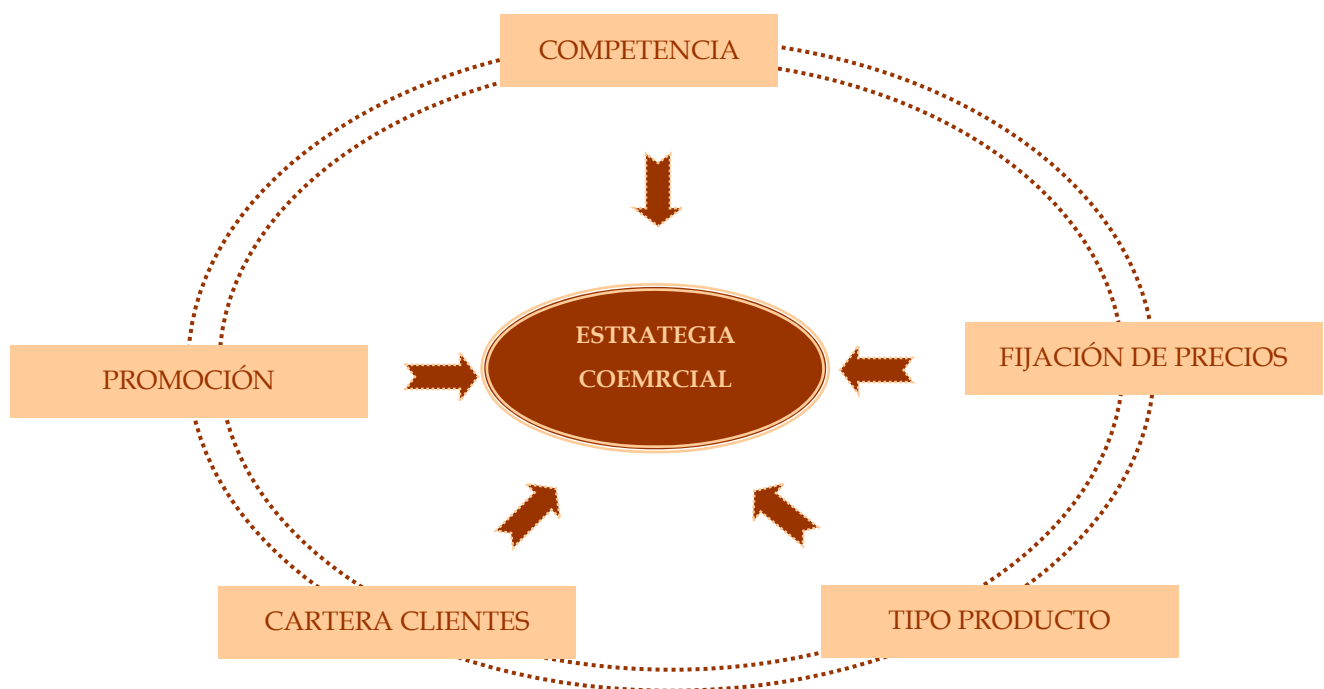 COMPETENCIA
ESTRATEGIA
COEMRCIAL
FIJACIÓN DE PRECIOS
PROMOCIÓN
CARTERA CLIENTES
TIPO PRODUCTO